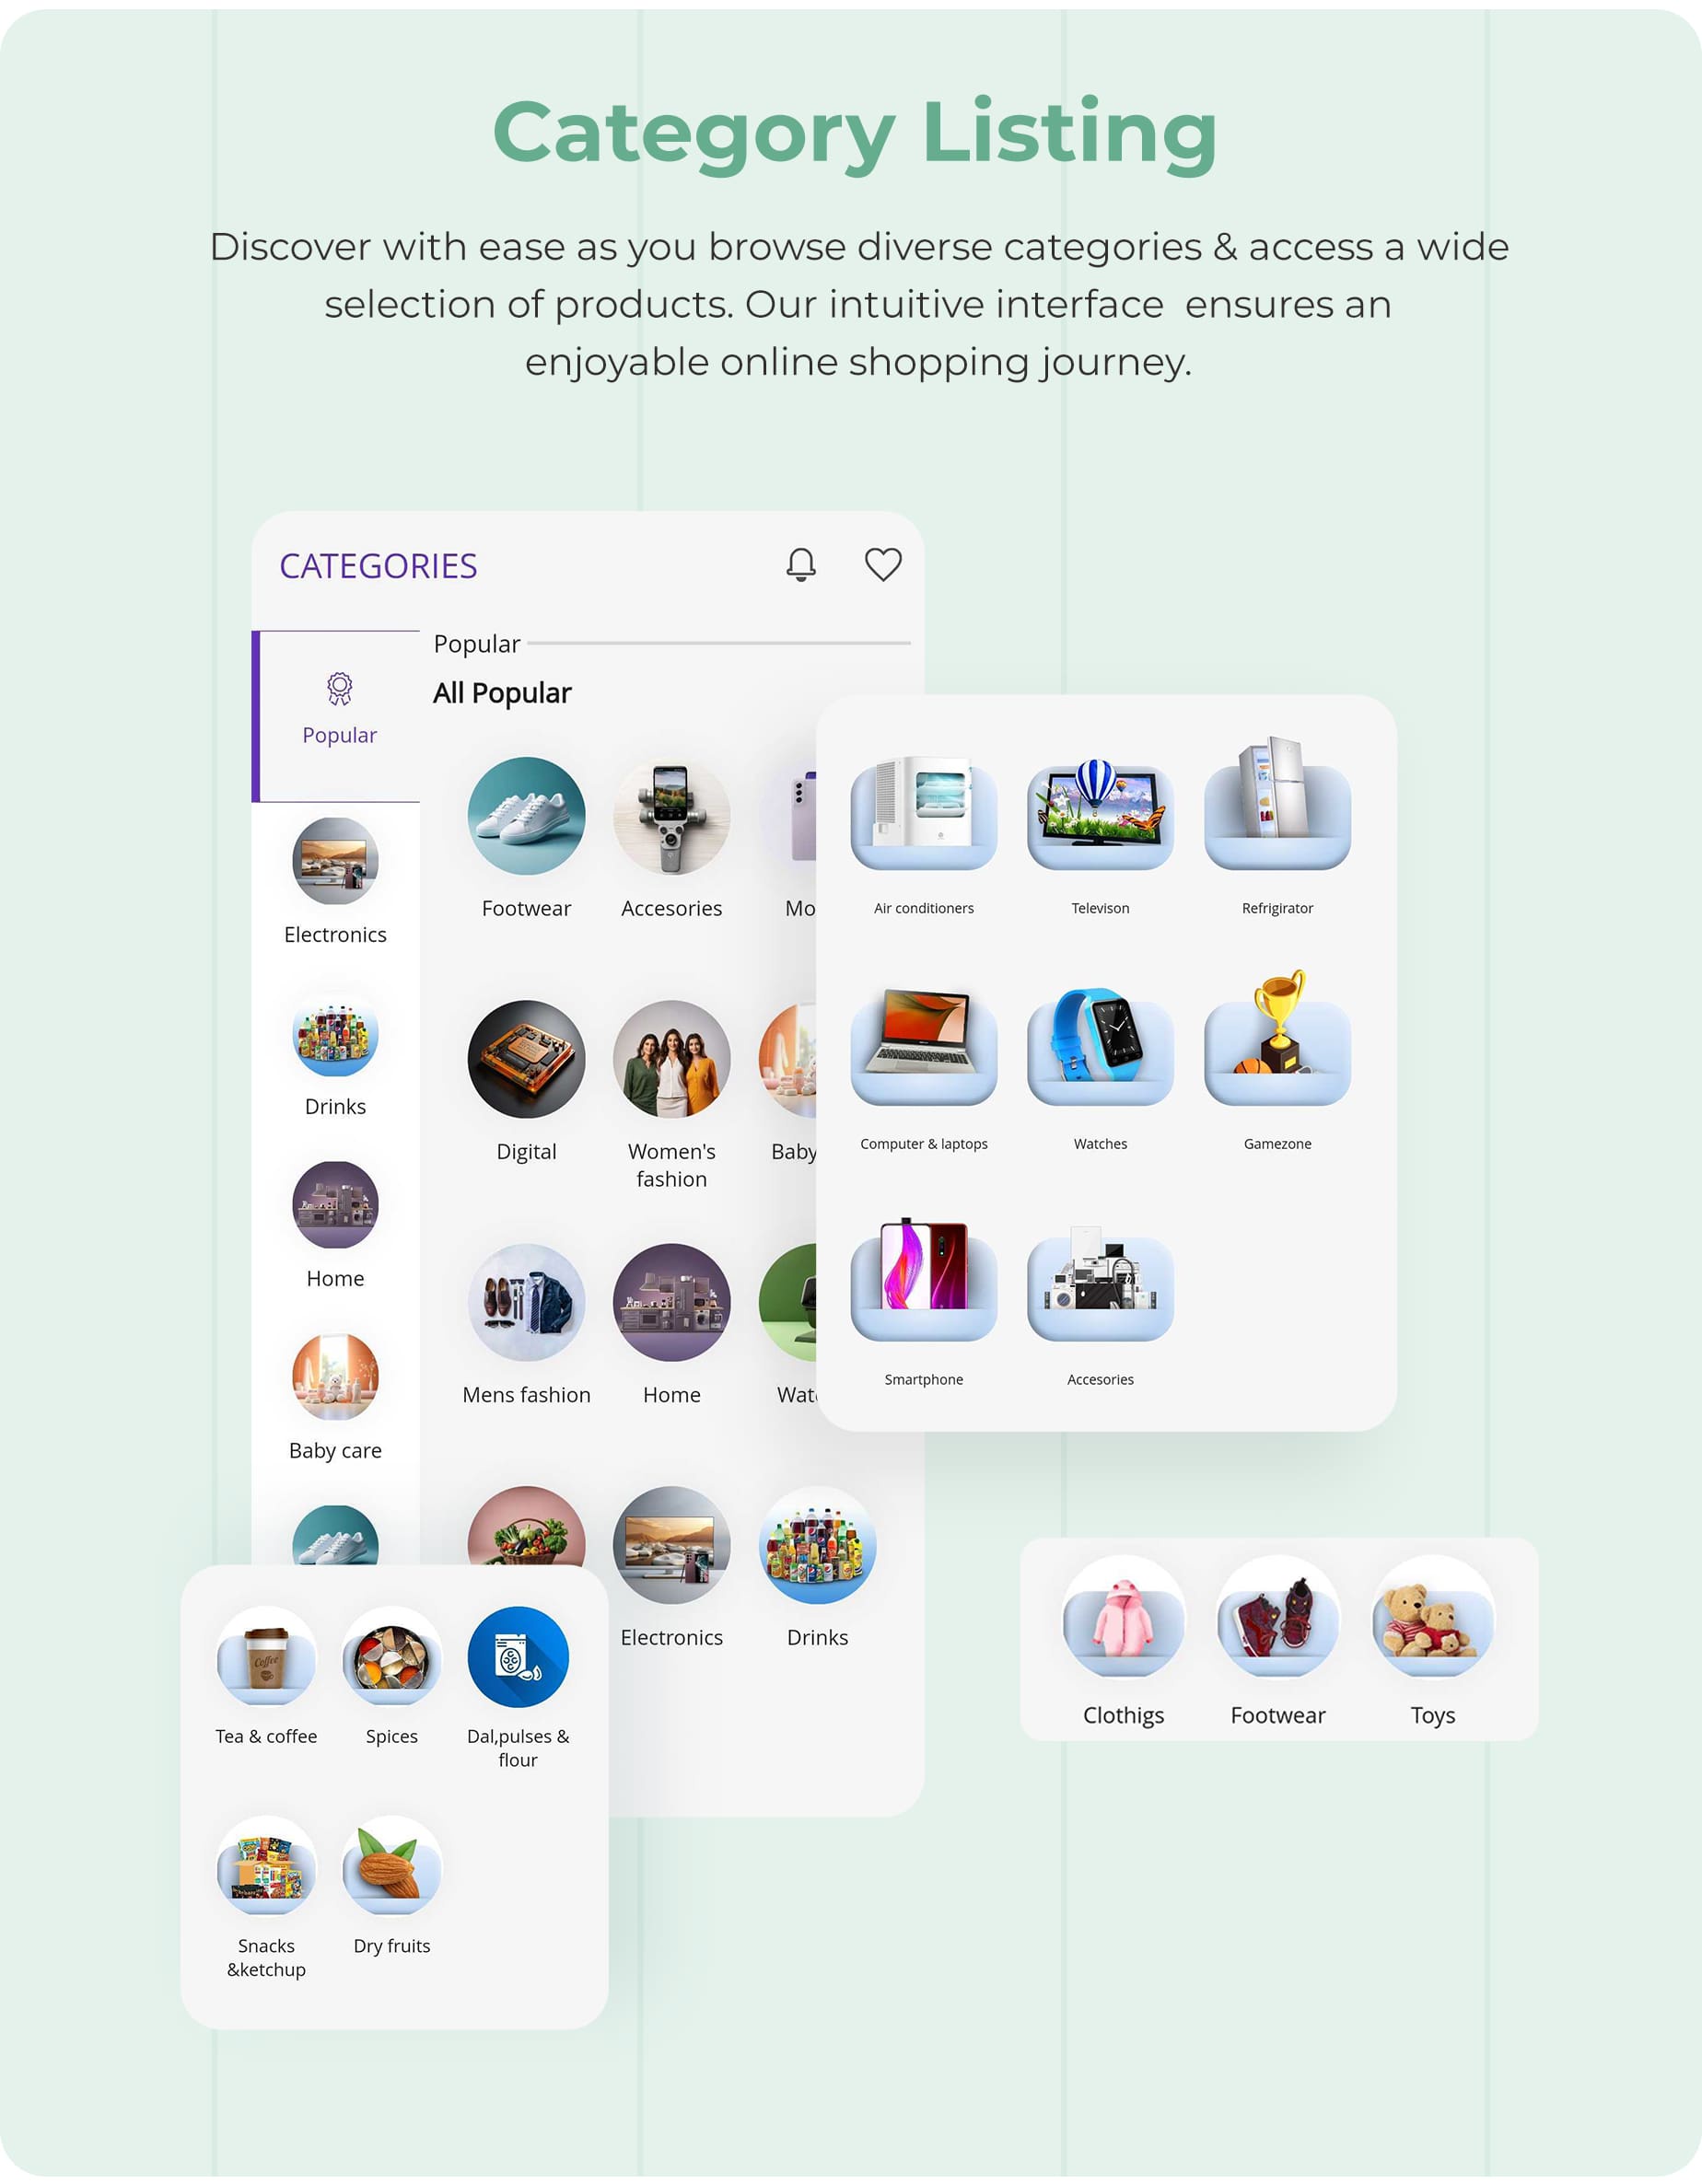 Category Listing
Discover with ease as you browse diverse categories & access a wide
selection of products. Our intuitive interface ensures an
enjoyable online shopping journey.
CATEGORIES
Popular
Electronics
Drinks
Home
Baby care
Popular
All Popular
Footwear
Accesories
Mo
Digital
Women's
fashion
Baby
Mens fashion
Home
Wat
Electronics
Drinks
Air conditioners
Televison
Refrigirator
Computer & laptops
Watches
Gamezone
Smartphone
Accesories
Coffee
Tea & coffee
Spices
Dal,pulses &
flour
Snacks
&ketchup
Dry fruits
Clothigs
Footwear
Toys